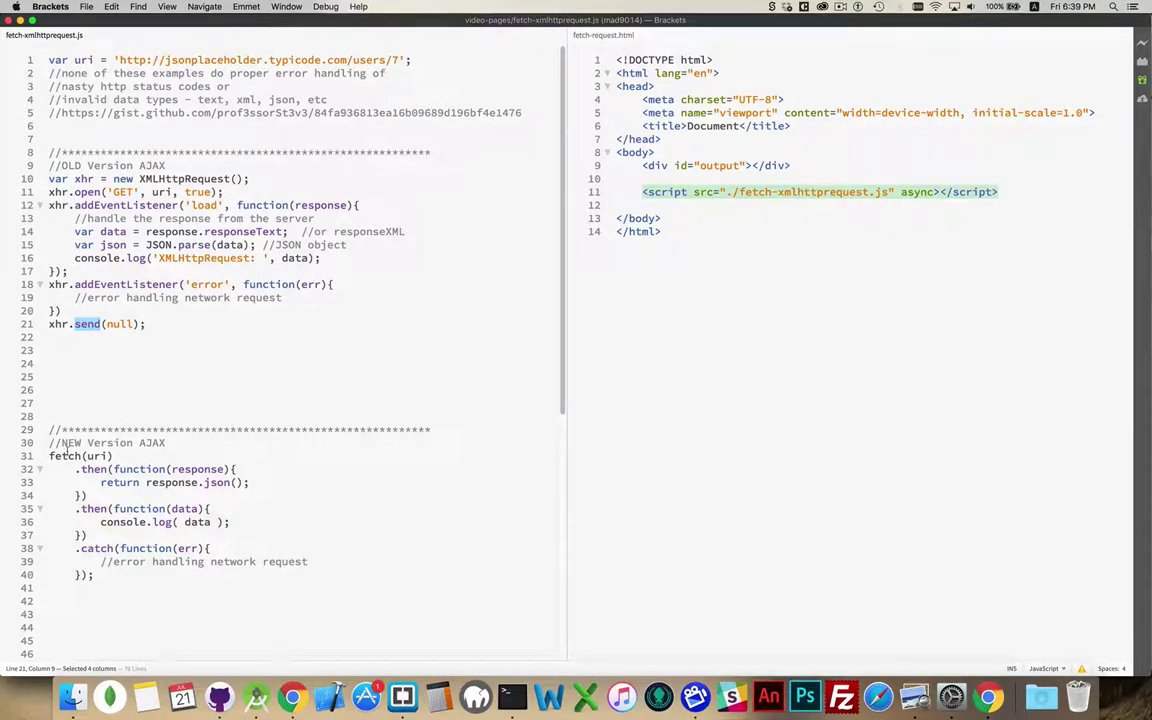 Brackets File Edit Find View Navigate Emmet Window Debug Help 100% Fri 6:39 PM
video-pages/fetch-xmlhttprequest.js (mad9014) — Brackets
fetch-xmlhttprequest.js
1 var uri = 'http://jsonplaceholder.typicode.com/users/7';
2 //none of these examples do proper error handling of
3 //nasty http status codes or
4 //invalid data types - text, xml, json, etc
5 //https://gist.github.com/prof3ssorSt3v3/84fa936813ea16b09689d196bf4e1476
6
7
8 //**********************************************************
9 //OLD Version AJAX
10 var xhr = new XMLHttpRequest();
11 xhr.open('GET', uri, true);
12 xhr.addEventListener('load', function(response){
13 //handle the response from the server
14 var data = response.responseText; //or responseXML
15 var json = JSON.parse(data); //JSON object
16 console.log('XMLHttpRequest: ', data);
17 });
18 xhr.addEventListener('error', function(err){
19 //error handling network request
20 })
21 xhr.send(null);
22
23
24
25
26
27
28
29 //**********************************************************
30 //NEW Version AJAX
31 fetch(uri)
32 .then(function(response){
33 return response.json();
34 })
35 .then(function(data){
36 console.log( data );
37 })
38 .catch(function(err){
39 //error handling network request
40 });
41
42
43
44
45
46
fetch-request.html
1 <!DOCTYPE html>
2 <html lang="en">
3 <head>
4 <meta charset="UTF-8">
5 <meta name="viewport" content="width=device-width, initial-scale=1.0">
6 <title>Document</title>
7 </head>
8 <body>
9 <div id="output"></div>
10
11 <script src="./fetch-xmlhttprequest.js" async></script>
12
13 </body>
14 </html>
Line 21, Column 9 — Selected 4 columns — 78 Lines
INS JavaScript Spaces: 4
JUL
21
1
An Ps Fz